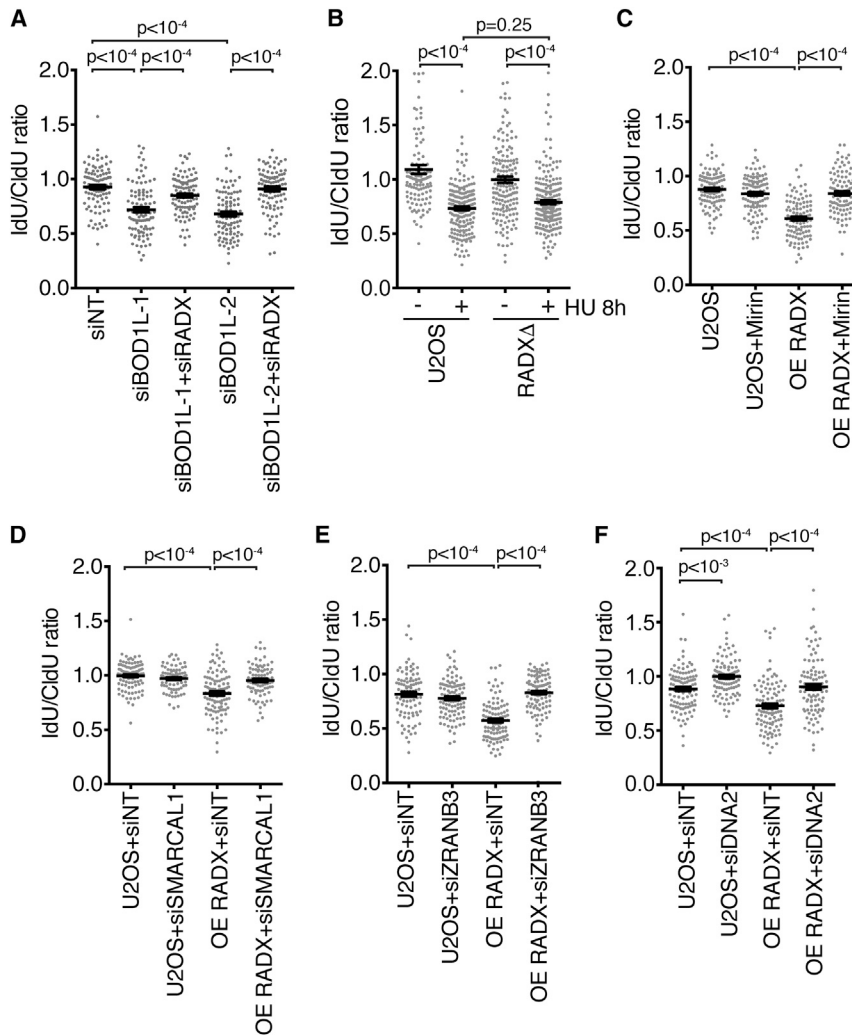 A
p<10-4
p<10-4 p<10-4 p<10-4
IdU/CldU ratio
2.0
1.5
1.0
0.5
0.0
siNT
siBOD1L-1
siBOD1L-1+siRADX
siBOD1L-2
siBOD1L-2+siRADX
B
p=0.25
p<10-4 p<10-4
IdU/CldU ratio
2.0
1.5
1.0
0.5
0.0
- + - + HU 8h
U2OS
RADXΔ
C
p<10-4 p<10-4
IdU/CldU ratio
2.0
1.5
1.0
0.5
0.0
U2OS
U2OS+Mirin
OE RADX
OE RADX+Mirin
D
p<10-4 p<10-4
IdU/CldU ratio
2.0
1.5
1.0
0.5
0.0
U2OS+siNT
U2OS+siSMARCAL1
OE RADX+siNT
OE RADX+siSMARCAL1
E
p<10-4 p<10-4
IdU/CldU ratio
2.0
1.5
1.0
0.5
0.0
U2OS+siNT
U2OS+siZRANB3
OE RADX+siNT
OE RADX+siZRANB3
F
p<10-4 p<10-4
p<10-3
IdU/CldU ratio
2.0
1.5
1.0
0.5
0.0
U2OS+siNT
U2OS+siDNA2
OE RADX+siNT
OE RADX+siDNA2